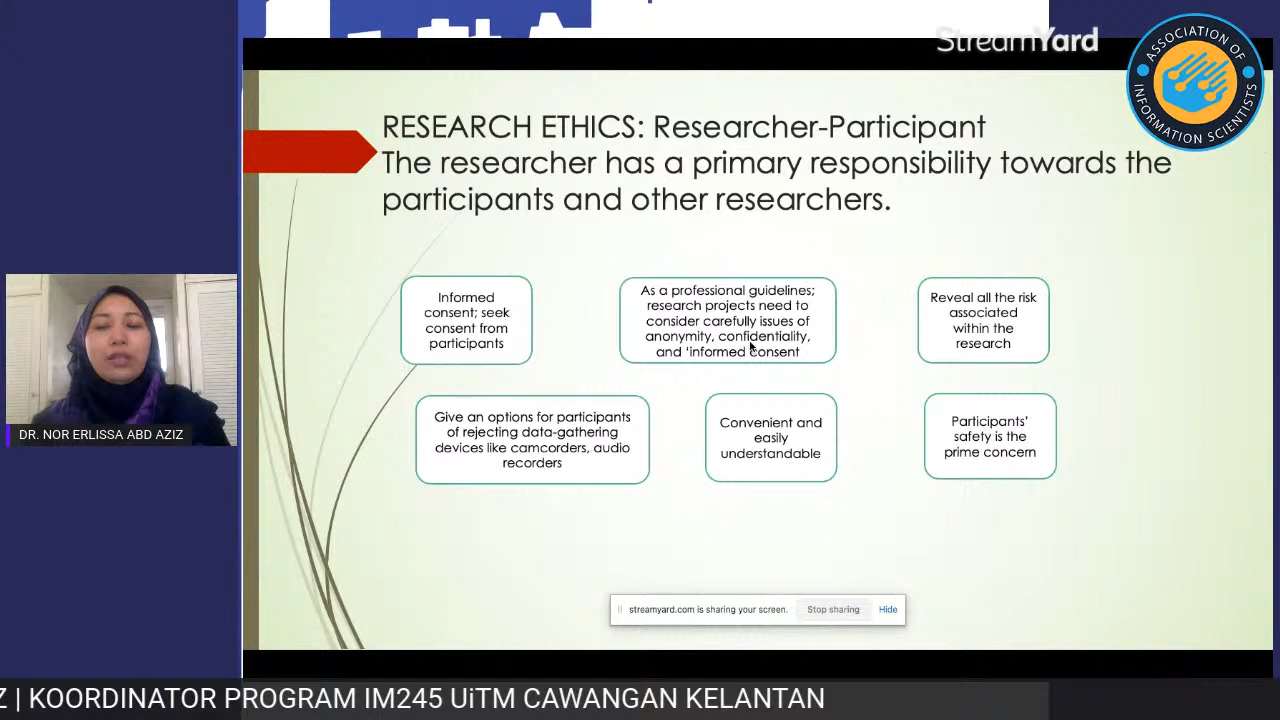 StreamYard
ASSOCIATION OF
INFORMATION SCIENTISTS
RESEARCH ETHICS: Researcher-Participant
The researcher has a primary responsibility towards the
participants and other researchers.
Informed
consent; seek
consent from
participants
As a professional guidelines;
research projects need to
consider carefully issues of
anonymity, confidentiality,
and ‘informed consent
Reveal all the risk
associated
within the
research
Give an options for participants
of rejecting data-gathering
devices like camcorders, audio
recorders
Convenient and
easily
understandable
Participants’
safety is the
prime concern
DR. NOR ERLISSA ABD AZIZ
streamyard.com is sharing your screen.
Stop sharing
Hide
Z | KOORDINATOR PROGRAM IM245 UiTM CAWANGAN KELANTAN